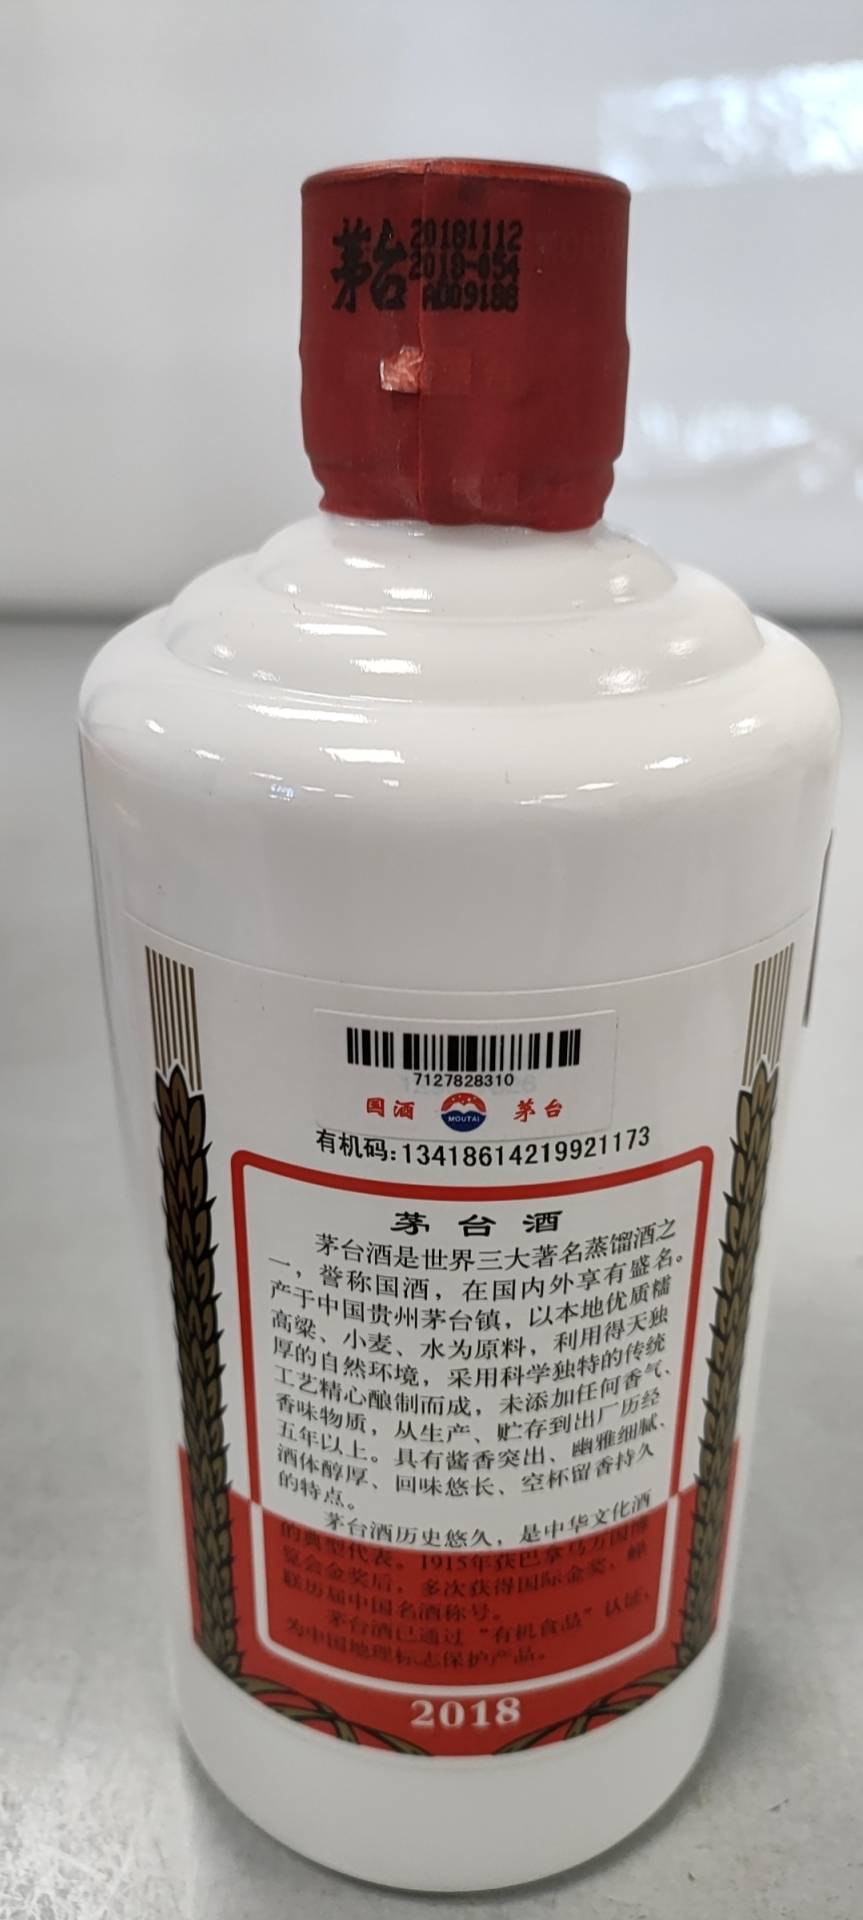 茅台
20181112
2018-054
A009188
7127828310
国酒
MOUTAI
茅台
有机码:13418614219921173
茅台酒
茅台酒是世界三大著名蒸馏酒之
一，誉称国酒，在国内外享有盛名。
产于中国贵州茅台镇，以本地优质糯
高粱、小麦、水为原料，利用得天独
厚的自然环境，采用科学独特的传统
工艺精心酿制而成，未添加任何香气、
香味物质，从生产、贮存到出厂历经
五年以上。具有酱香突出、幽雅细腻、
酒体醇厚、回味悠长、空杯留香持久
的特点。
茅台酒历史悠久，是中华文化酒
的典型代表。1915年获巴拿马万国博
览会金奖后，多次获得国际金奖，蝉
联历届中国名酒称号。
茅台酒已通过“有机食品”认证，
为中国地理标志保护产品。
2018